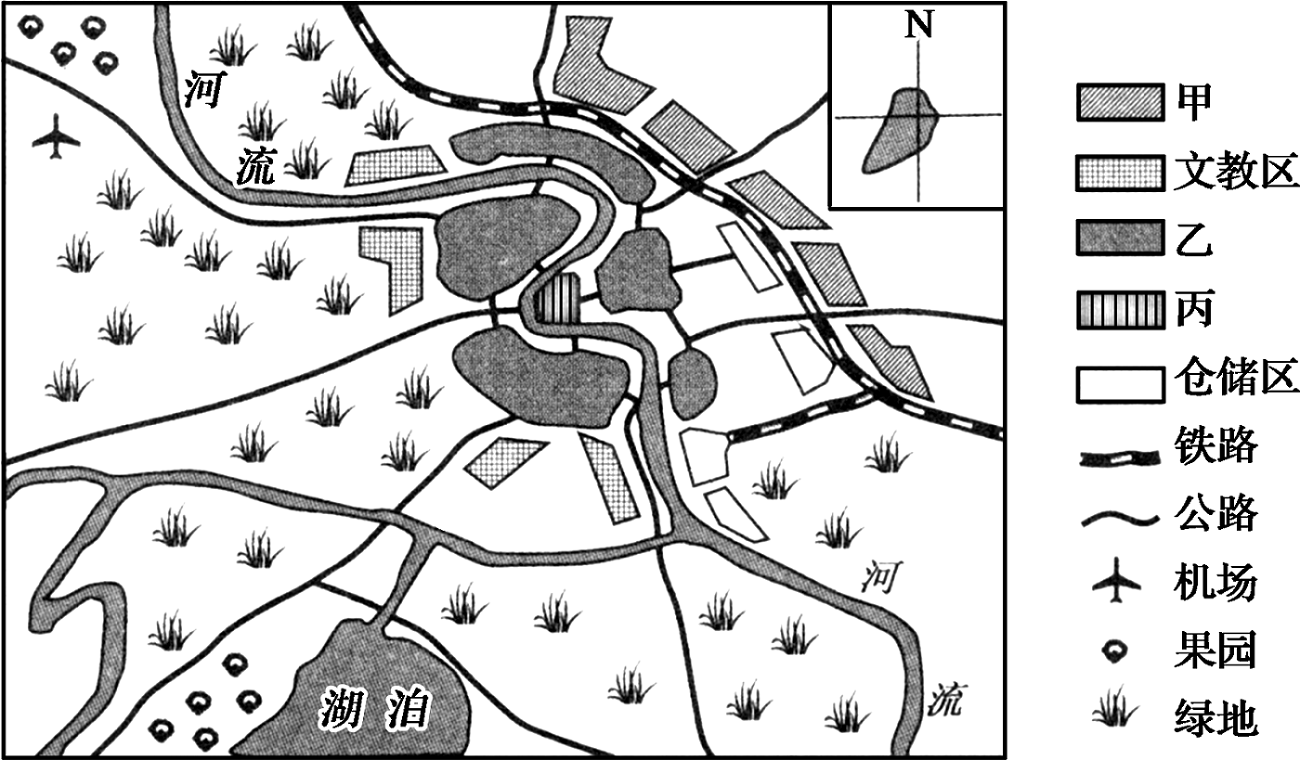 N
河
流
河
流
湖泊
甲
文教区
乙
丙
仓储区
铁路
公路
机场
果园
绿地